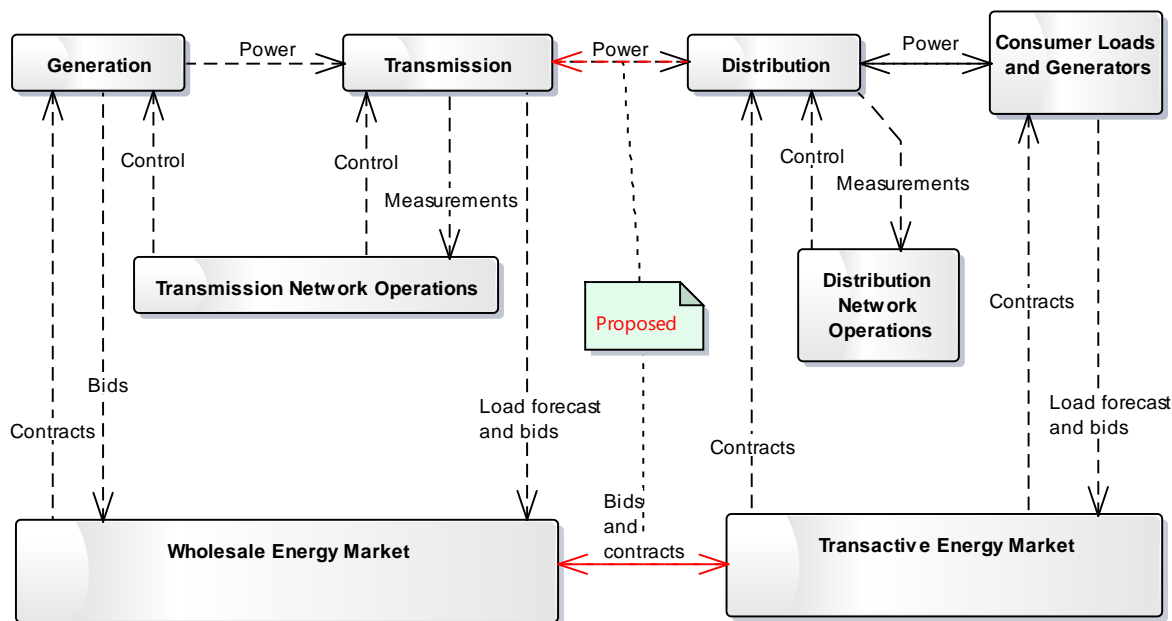 Generation
Power
Transmission
Power
Distribution
Power
Consumer Loads
and Generators
Control
Control
Control
Measurements
Measurements
Transmission Network Operations
Distribution
Network
Operations
Proposed
Contracts
Bids
Load forecast
and bids
Contracts
Contracts
Load forecast
and bids
Bids
and
contracts
Wholesale Energy Market
Transactive Energy Market